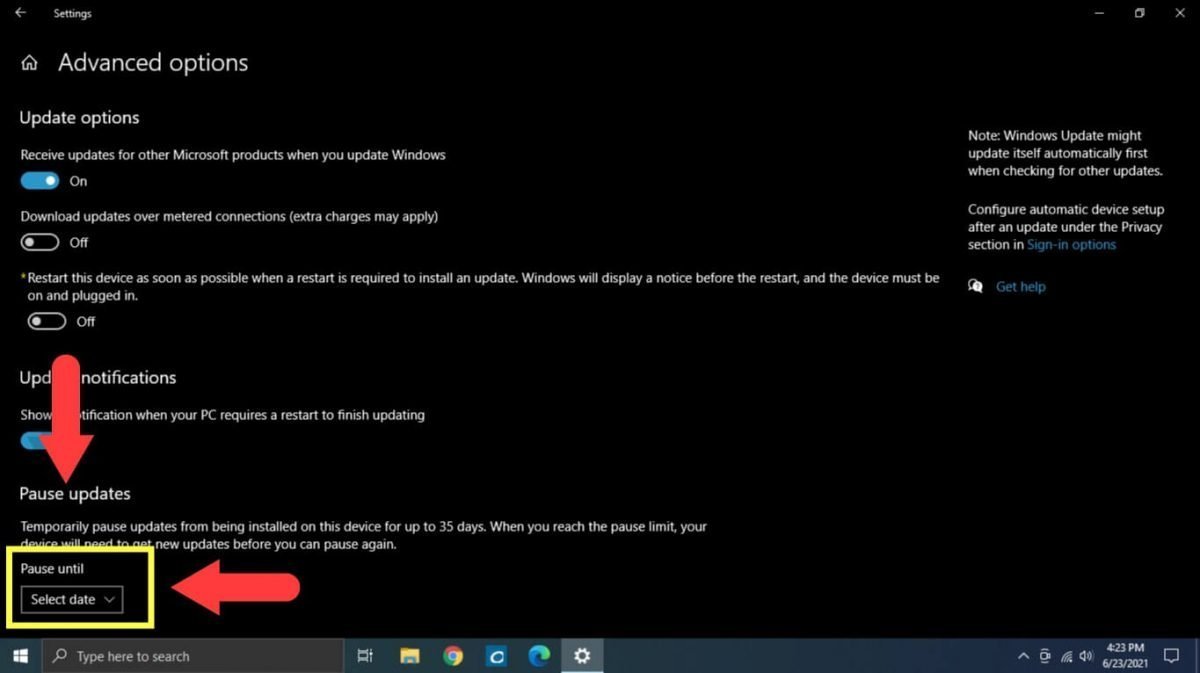 Settings
Advanced options
Update options
Receive updates for other Microsoft products when you update Windows
On
Download updates over metered connections (extra charges may apply)
Off
*Restart this device as soon as possible when a restart is required to install an update. Windows will display a notice before the restart, and the device must be
on and plugged in.
Off
Upd notifications
Show otification when your PC requires a restart to finish updating
Pause updates
Temporarily pause updates from being installed on this device for up to 35 days. When you reach the pause limit, your
device will need to get new updates before you can pause again.
Pause until
Select date
Note: Windows Update might
update itself automatically first
when checking for other updates.
Configure automatic device setup
after an update under the Privacy
section in Sign-in options
Get help
Type here to search
4:23 PM
6/23/2021